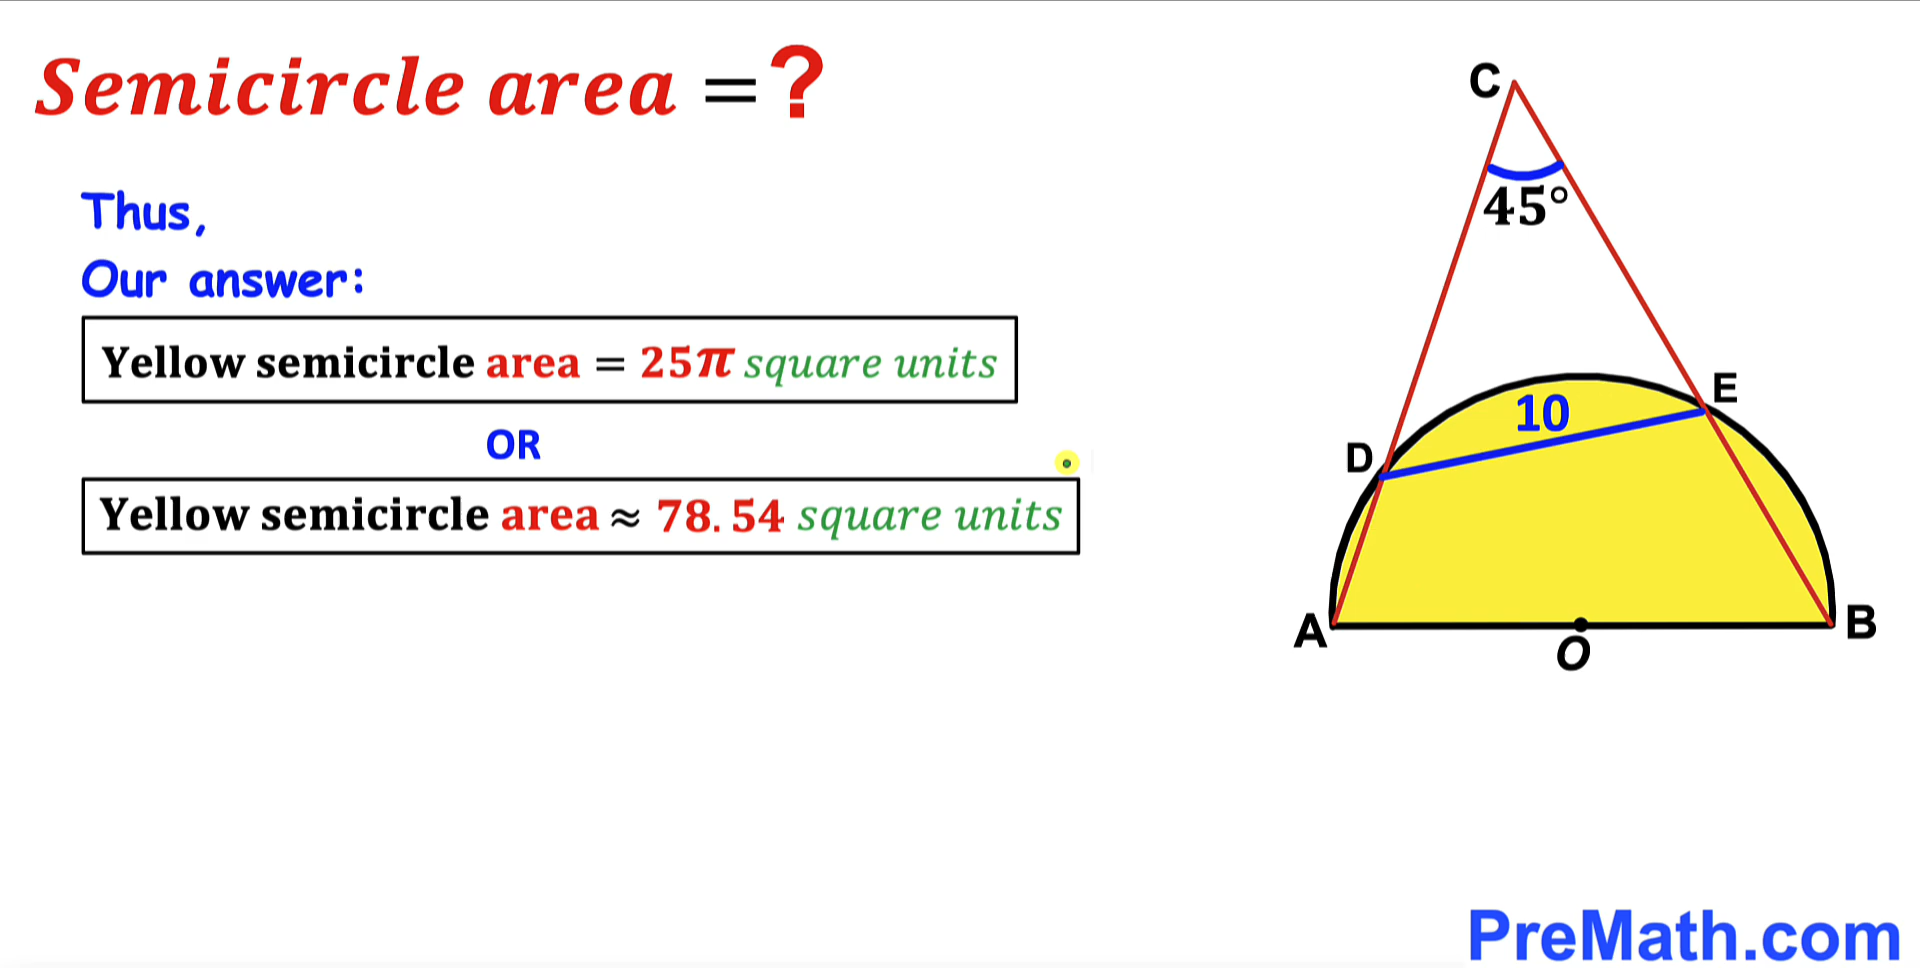 Semicircle area = ?
Thus,
Our answer:
Yellow semicircle area = 25π square units
OR
Yellow semicircle area ≈ 78.54 square units
C
45°
E
10
D
A
B
O
PreMath.com